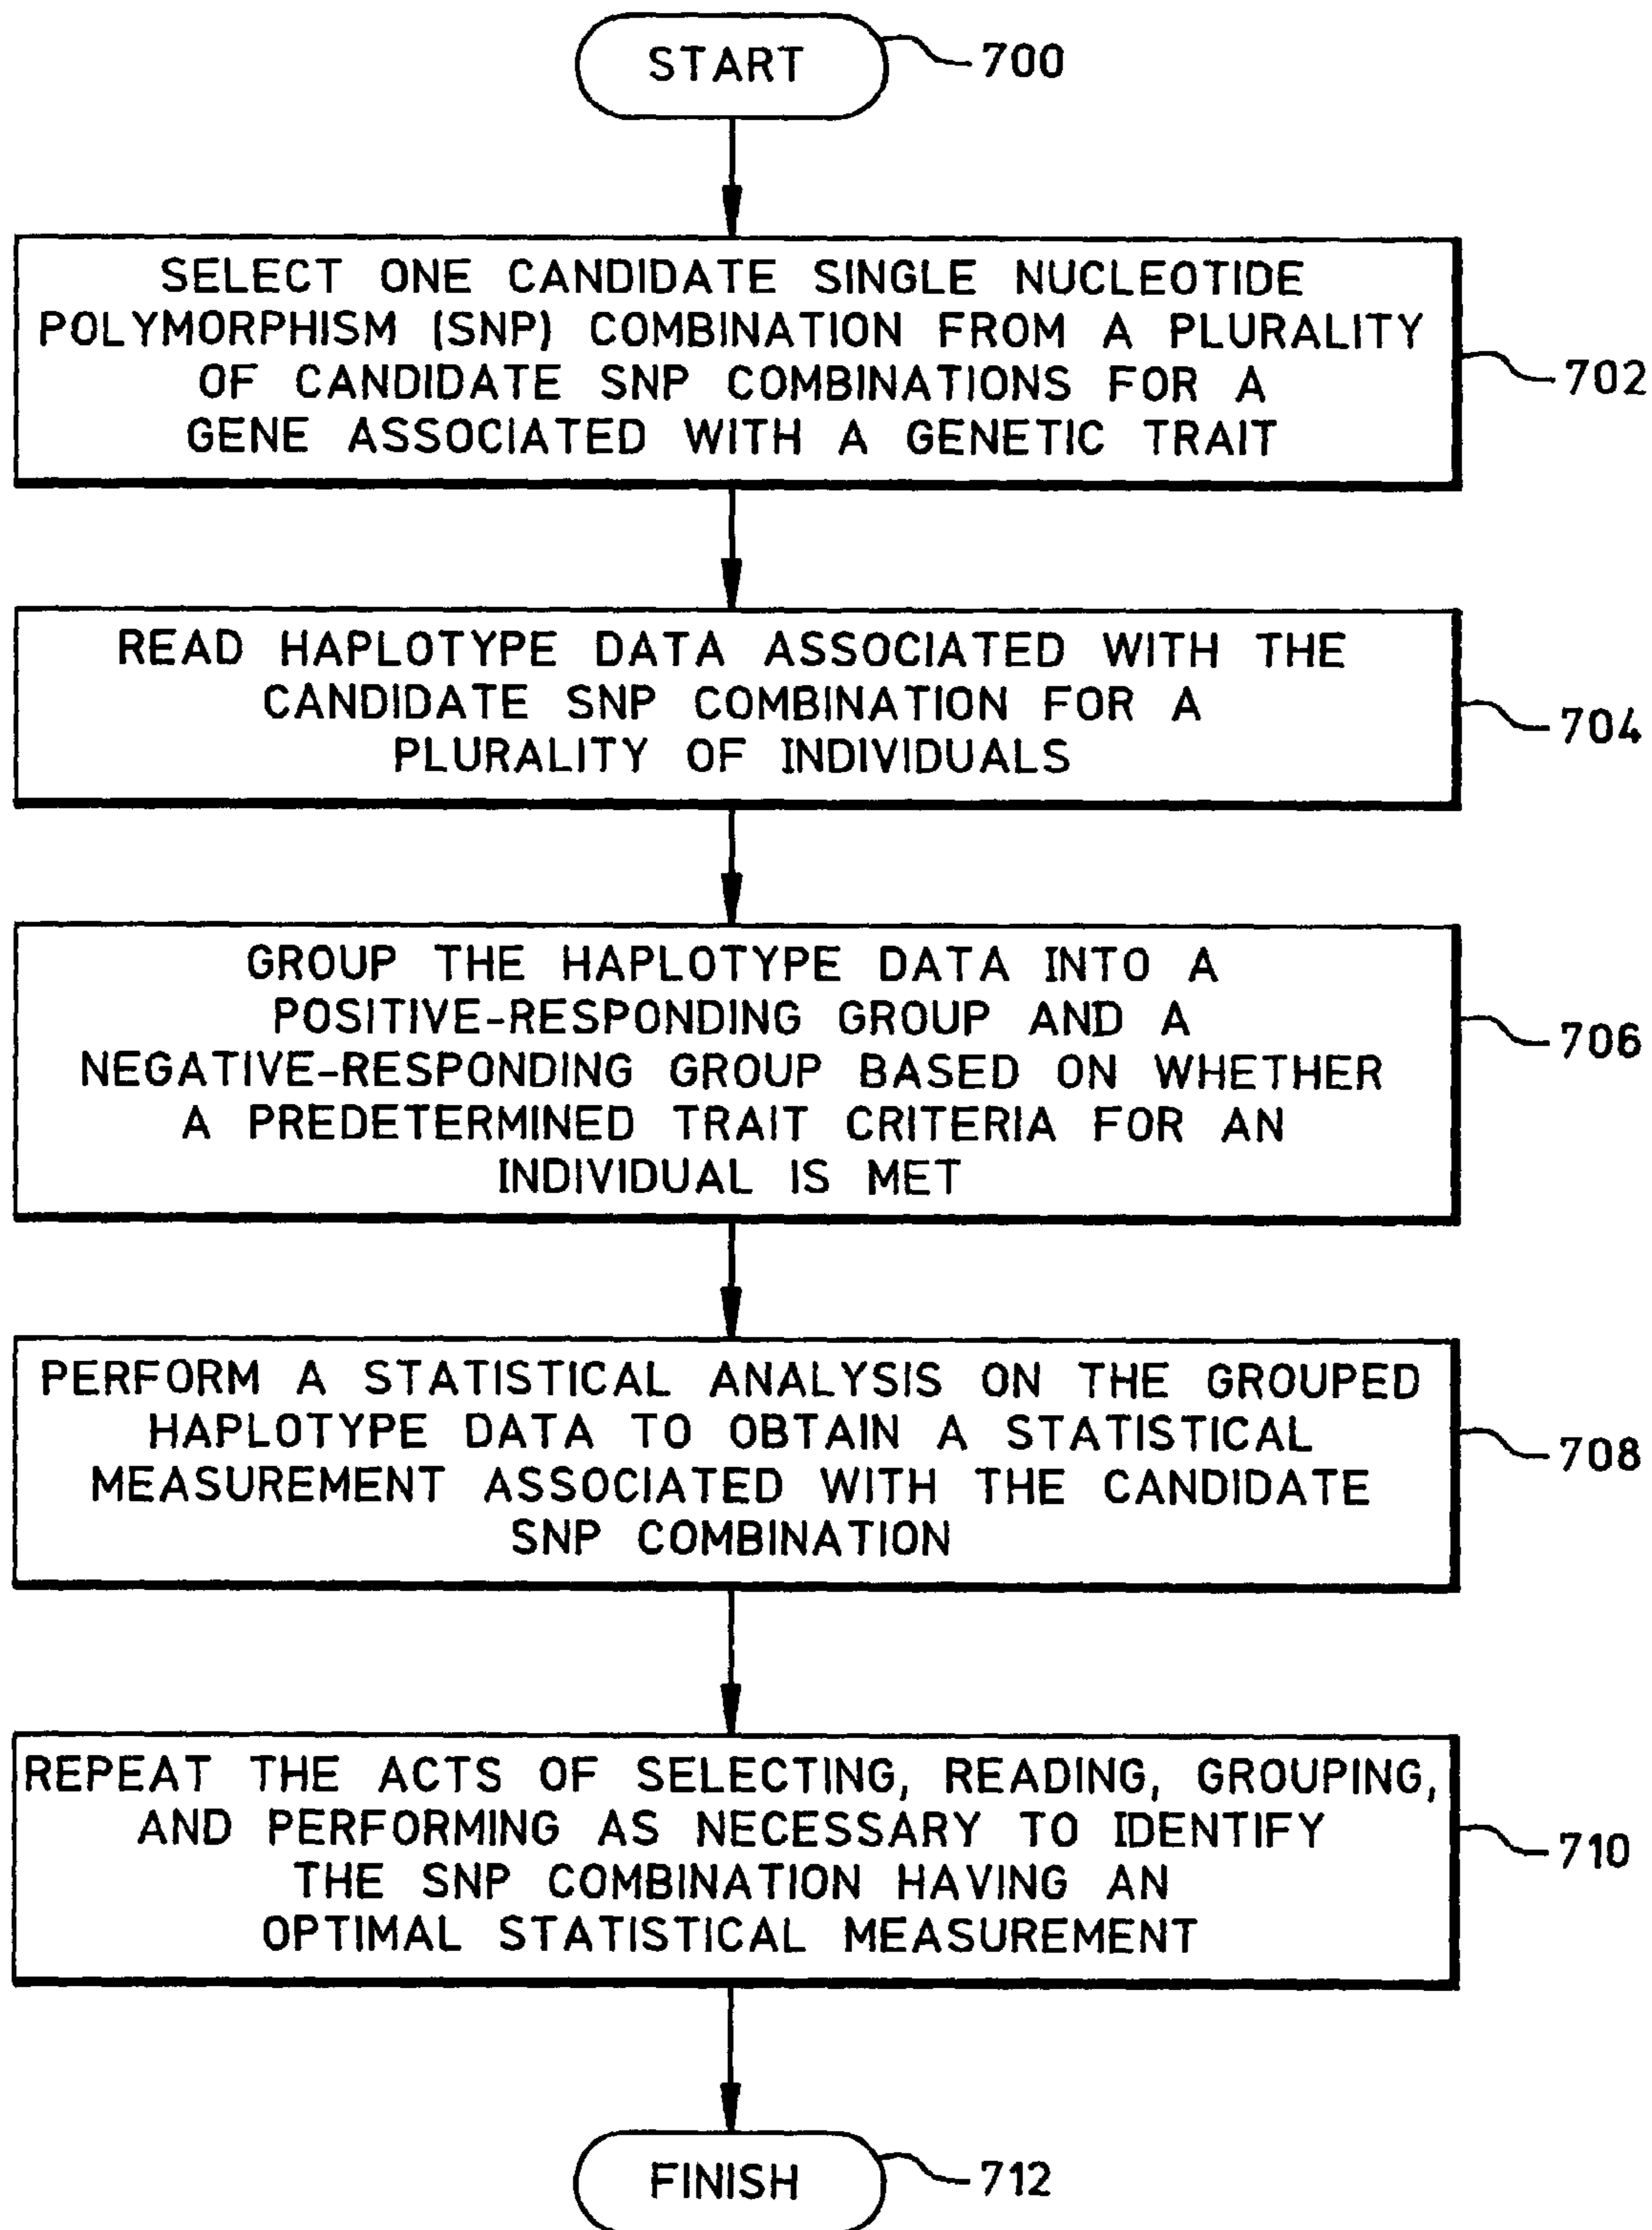 START
700
SELECT ONE CANDIDATE SINGLE NUCLEOTIDE
POLYMORPHISM (SNP) COMBINATION FROM A PLURALITY
OF CANDIDATE SNP COMBINATIONS FOR A
GENE ASSOCIATED WITH A GENETIC TRAIT
702
READ HAPLOTYPE DATA ASSOCIATED WITH THE
CANDIDATE SNP COMBINATION FOR A
PLURALITY OF INDIVIDUALS
704
GROUP THE HAPLOTYPE DATA INTO A
POSITIVE-RESPONDING GROUP AND A
NEGATIVE-RESPONDING GROUP BASED ON WHETHER
A PREDETERMINED TRAIT CRITERIA FOR AN
INDIVIDUAL IS MET
706
PERFORM A STATISTICAL ANALYSIS ON THE GROUPED
HAPLOTYPE DATA TO OBTAIN A STATISTICAL
MEASUREMENT ASSOCIATED WITH THE CANDIDATE
SNP COMBINATION
708
REPEAT THE ACTS OF SELECTING, READING, GROUPING,
AND PERFORMING AS NECESSARY TO IDENTIFY
THE SNP COMBINATION HAVING AN
OPTIMAL STATISTICAL MEASUREMENT
710
FINISH
712